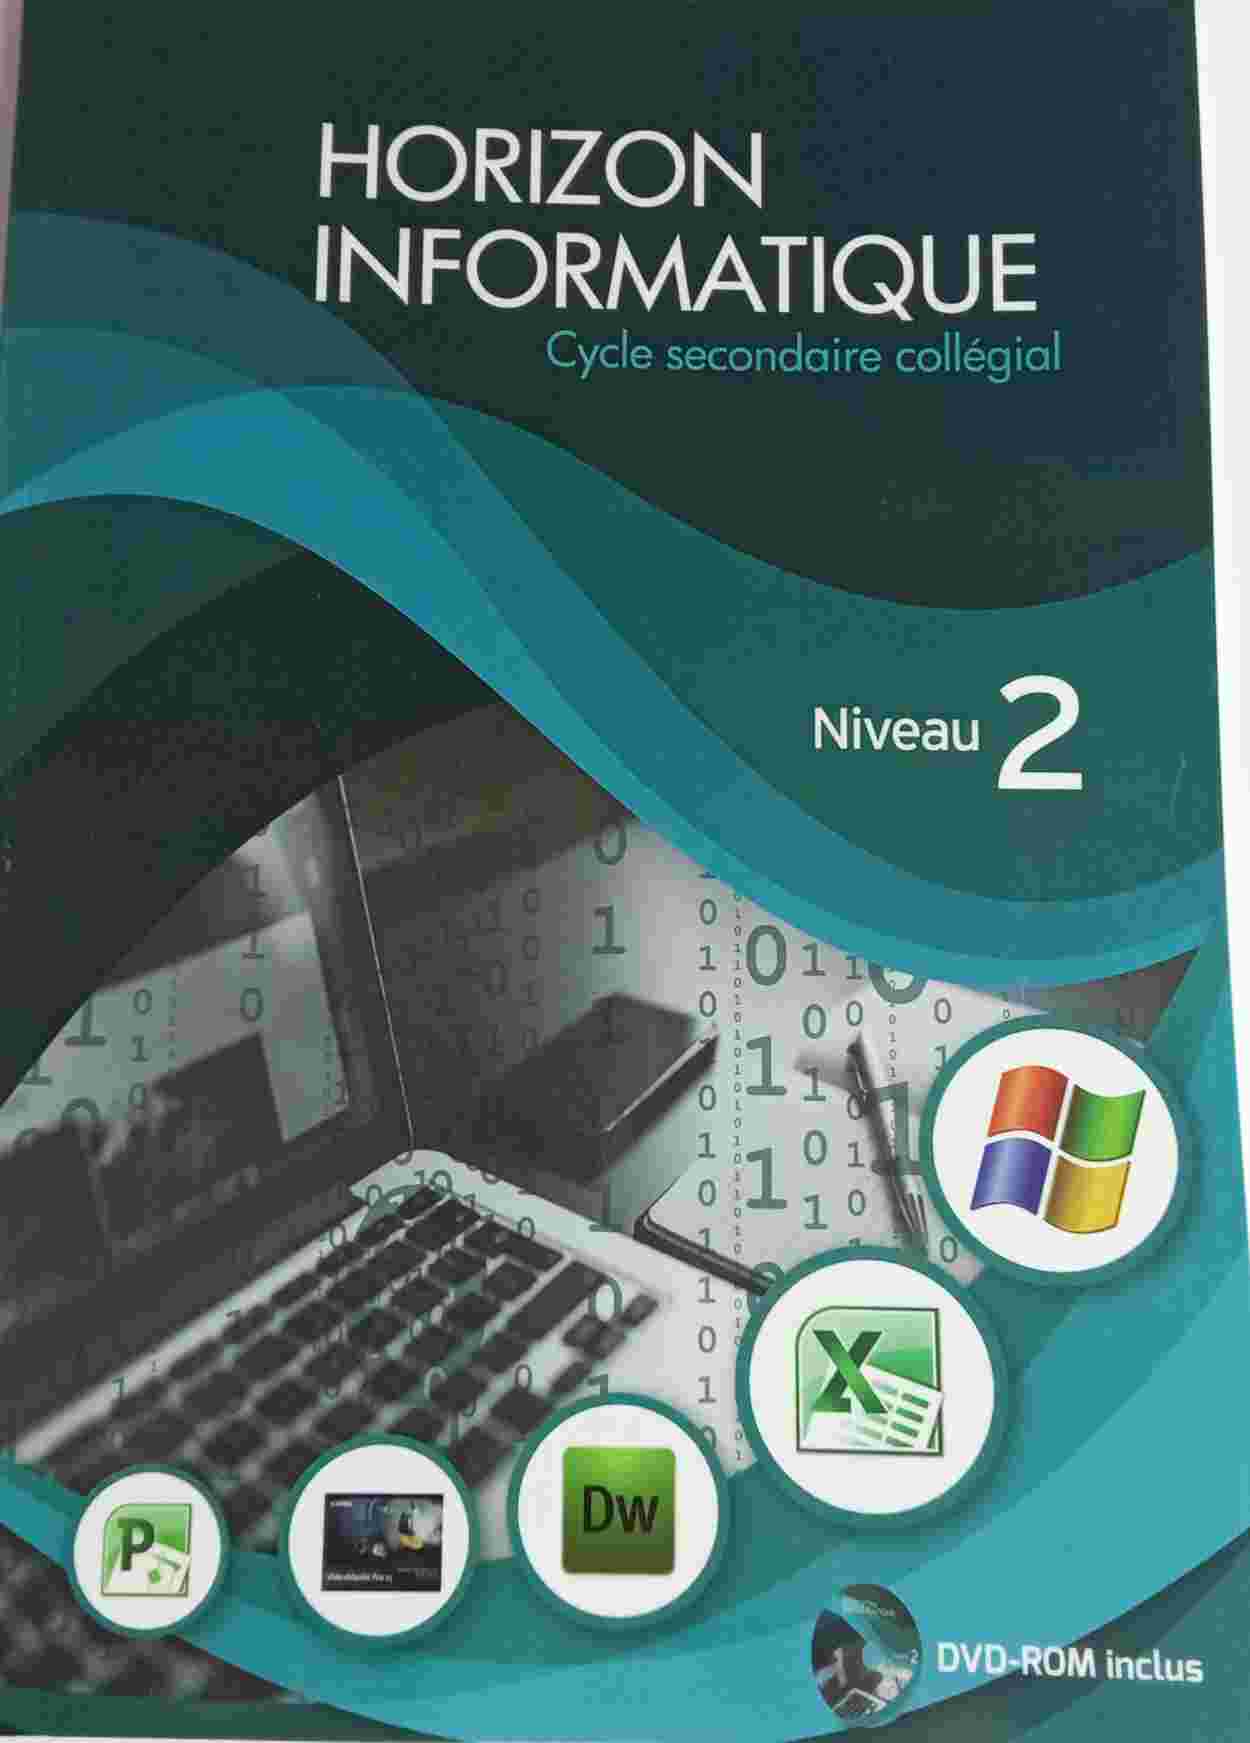 HORIZON
INFORMATIQUE
Cycle secondaire collégial
Niveau 2
Dw
DVD-ROM inclus